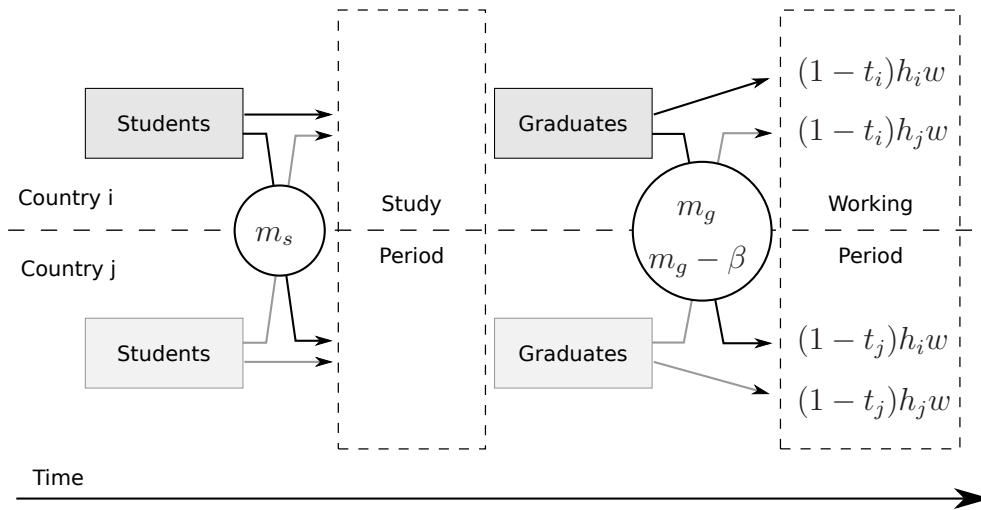 Students
Graduates
(1 − t_i)h_i w
(1 − t_i)h_j w
Country i
Study
m_g
Working
m_s
Country j
Period
m_g − β
Period
Students
Graduates
(1 − t_j)h_i w
(1 − t_j)h_j w
Time